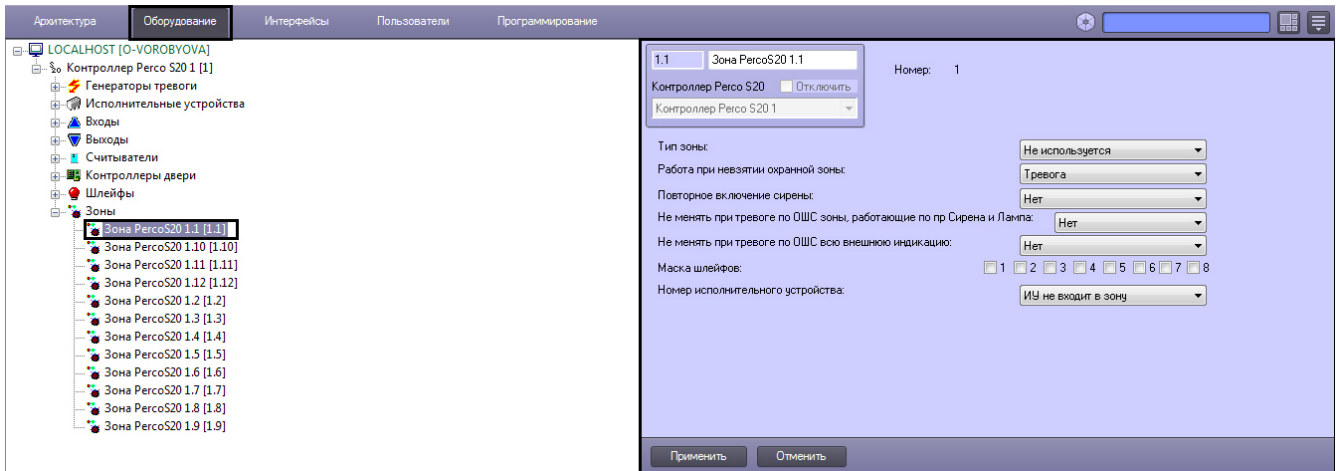 Архитектура Оборудование Интерфейсы Пользователи Программирование
LOCALHOST [O-VOROBYOVA]
Контроллер Perco S20 1 [1]
Генераторы тревоги
Исполнительные устройства
Входы
Выходы
Считыватели
Контроллеры двери
Шлейфы
Зоны
Зона PercoS20 1.1 [1.1]
Зона PercoS20 1.10 [1.10]
Зона PercoS20 1.11 [1.11]
Зона PercoS20 1.12 [1.12]
Зона PercoS20 1.2 [1.2]
Зона PercoS20 1.3 [1.3]
Зона PercoS20 1.4 [1.4]
Зона PercoS20 1.5 [1.5]
Зона PercoS20 1.6 [1.6]
Зона PercoS20 1.7 [1.7]
Зона PercoS20 1.8 [1.8]
Зона PercoS20 1.9 [1.9]
1.1 Зона PercoS20 1.1 Номер: 1
Контроллер Perco S20 Отключить
Контроллер Perco S20 1
Тип зоны: Не используется
Работа при невзятии охранной зоны: Тревога
Повторное включение сирены: Нет
Не менять при тревоге по ОШС зоны, работающие по пр Сирена и Лампа: Нет
Не менять при тревоге по ОШС всю внешнюю индикацию: Нет
Маска шлейфов: 1 2 3 4 5 6 7 8
Номер исполнительного устройства: ИУ не входит в зону
Применить Отменить